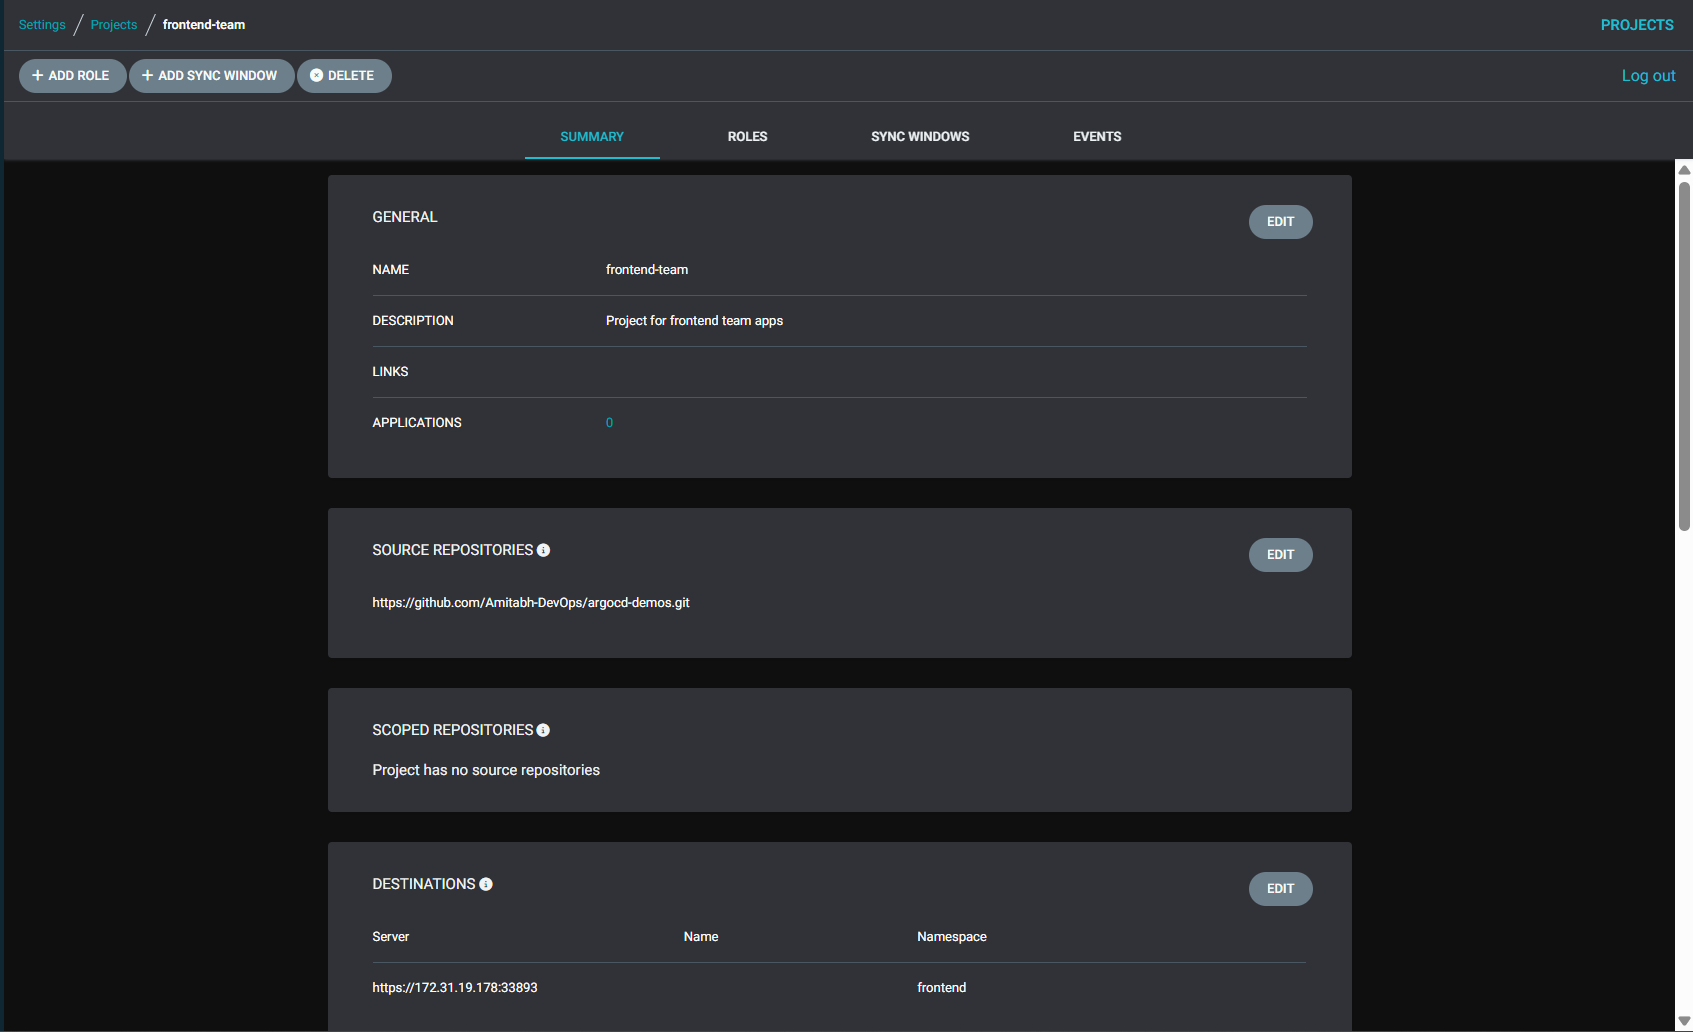 Settings / Projects / frontend-team
PROJECTS
+ ADD ROLE
+ ADD SYNC WINDOW
DELETE
Log out
SUMMARY
ROLES
SYNC WINDOWS
EVENTS
GENERAL
EDIT
NAME frontend-team
DESCRIPTION Project for frontend team apps
LINKS
APPLICATIONS 0
SOURCE REPOSITORIES
EDIT
https://github.com/Amitabh-DevOps/argocd-demos.git
SCOPED REPOSITORIES
Project has no source repositories
DESTINATIONS
EDIT
Server Name Namespace
https://172.31.19.178:33893 frontend